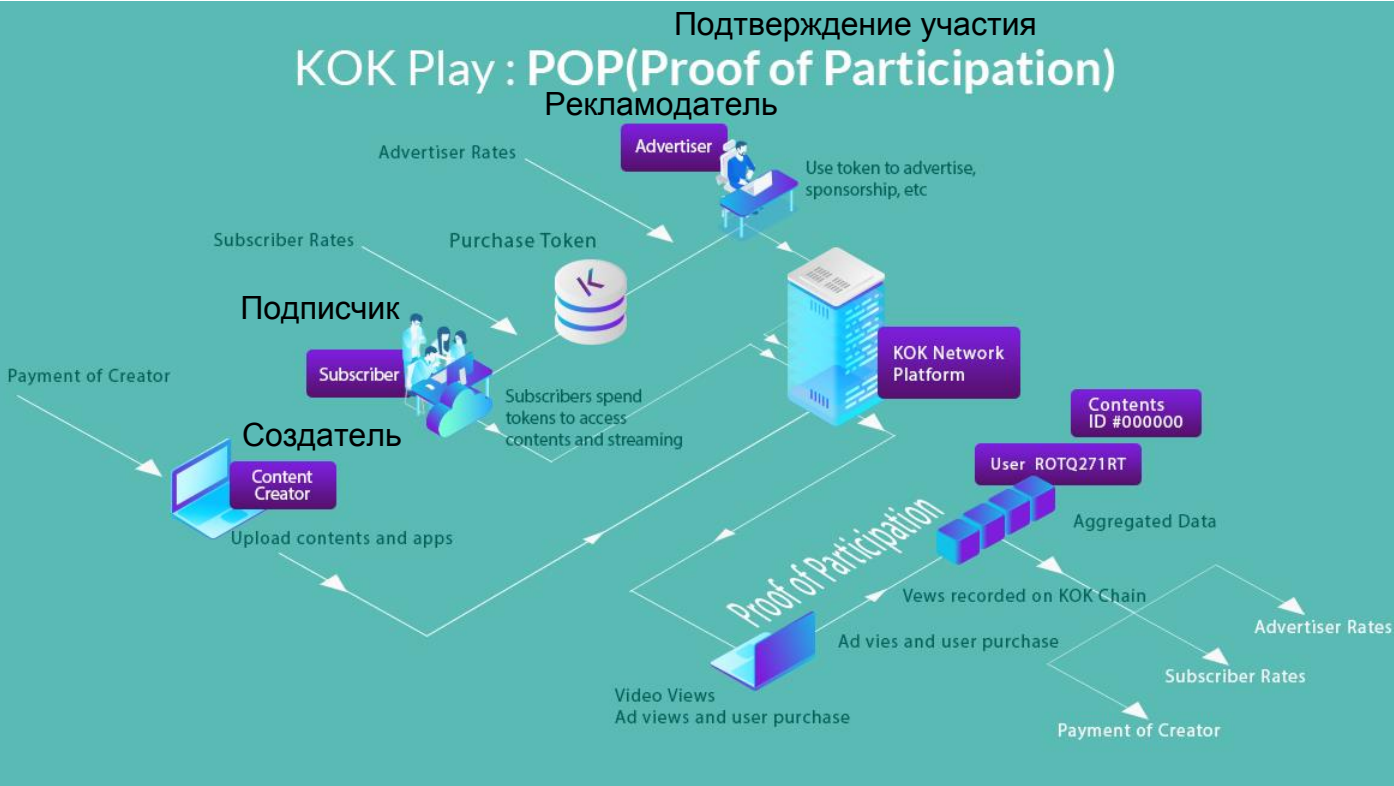 Подтверждение участия
KOK Play : POP(Proof of Participation)
Рекламодатель
Advertiser
Advertiser Rates
Use token to advertise,
sponsorship, etc
Subscriber Rates
Purchase Token
Подписчик
Subscriber
KOK Network
Platform
Payment of Creator
Subscribers spend
tokens to access
contents and streaming
Contents
ID #000000
Создатель
Content
Creator
User ROTQ271RT
Upload contents and apps
Aggregated Data
Proof of Participation
Vews recorded on KOK Chain
Ad vies and user purchase
Advertiser Rates
Subscriber Rates
Video Views
Ad views and user purchase
Payment of Creator